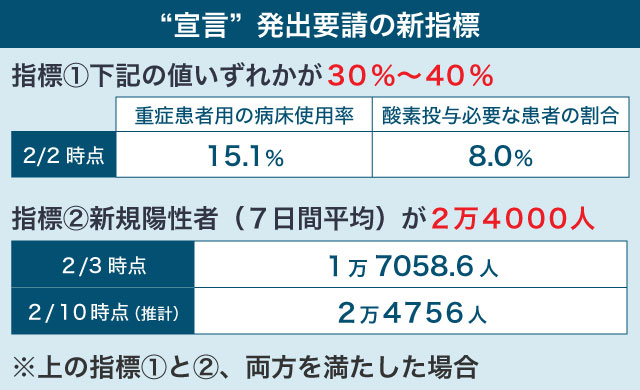 “宣言”発出要請の新指標
指標①下記の値いずれかが30%〜40%
重症患者用の病床使用率 酸素投与必要な患者の割合
2/2時点 15.1% 8.0%
指標②新規陽性者（7日間平均）が2万4000人
2/3時点 1万7058.6人
2/10時点（推計） 2万4756人
※上の指標①と②、両方を満たした場合